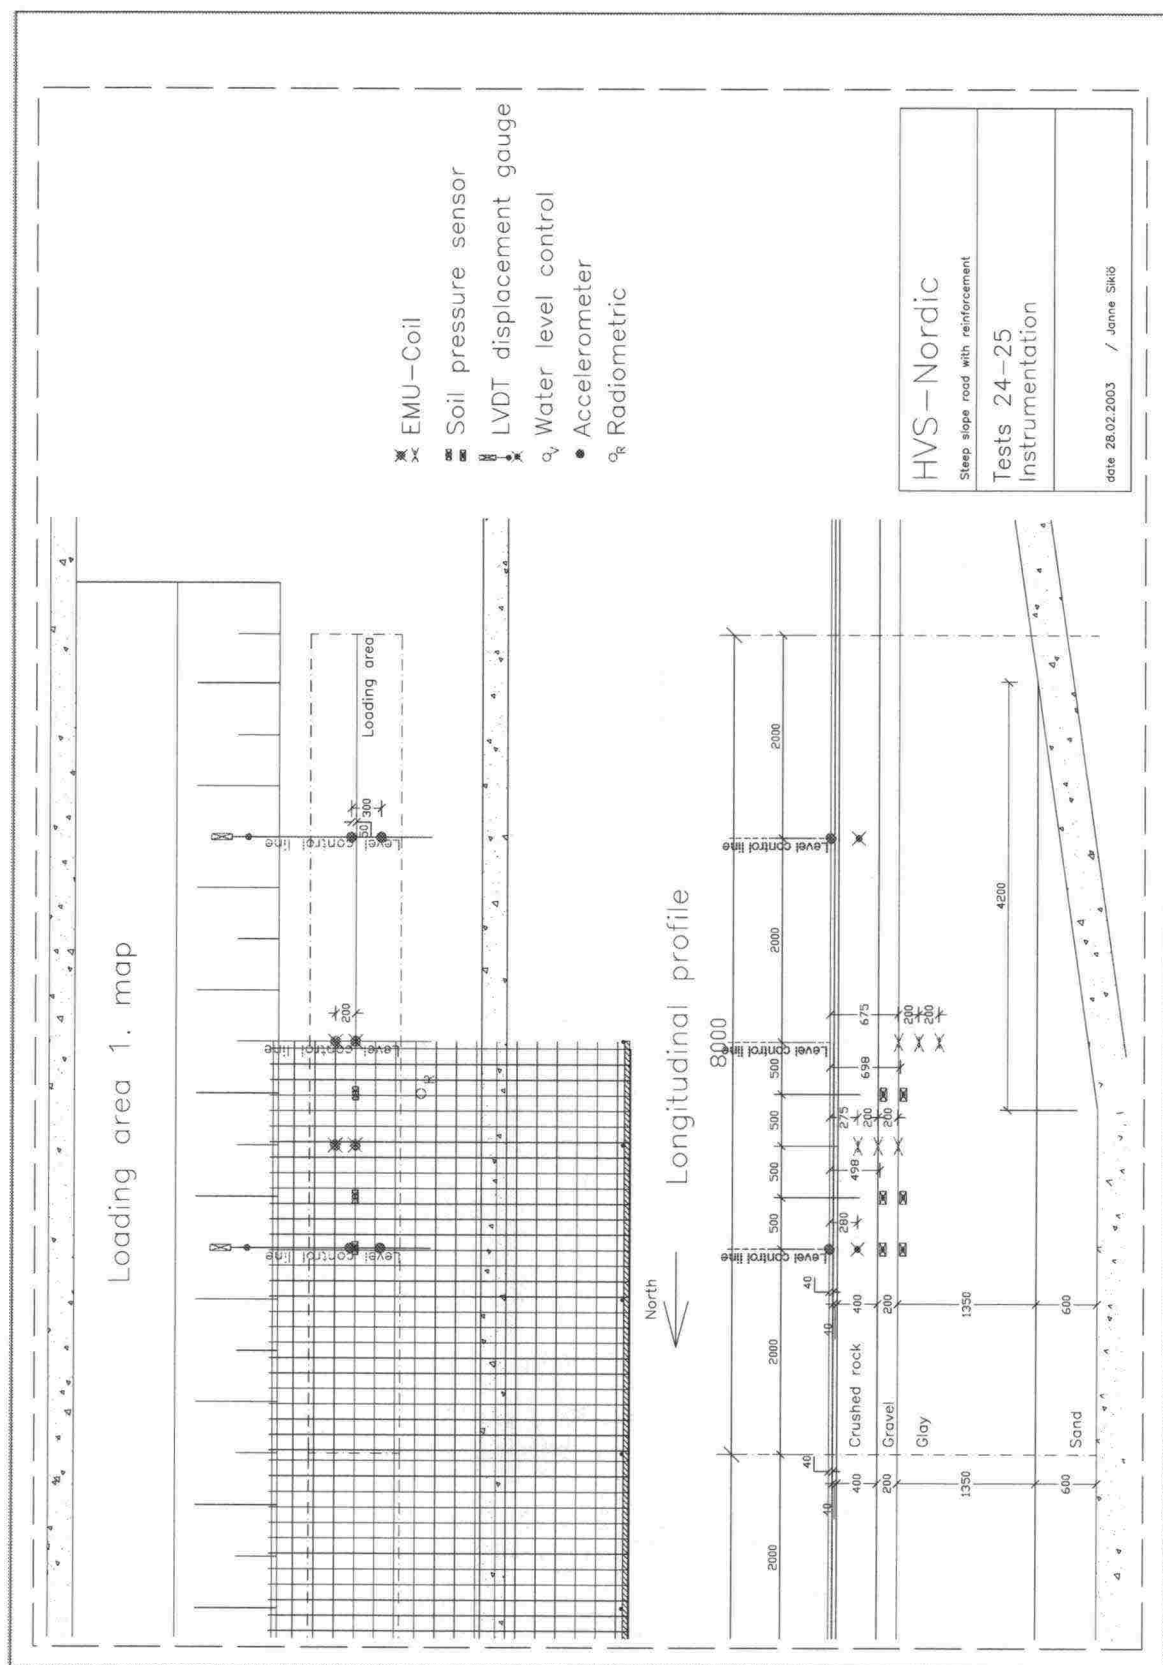 Loading area 1. map
Level control line
Level control line
Level control line
200
50
300
Loading area
R
EMU-Coil
Soil pressure sensor
LVDT displacement gauge
V Water level control
Accelerometer
R Radiometric
North
Longitudinal profile
8000
2000
2000
500
500
500
500
2000
2000
Level control line
Level control line
Level control line
40
40
40
40
280
498
275
200
200
698
675
200
200
400
200
1350
600
400
200
1350
600
Crushed rock
Gravel
Glay
Sand
4200
HVS-Nordic
Steep slope road with reinforcement
Tests 24-25
Instrumentation
date 28.02.2003 / Janne Sikiö